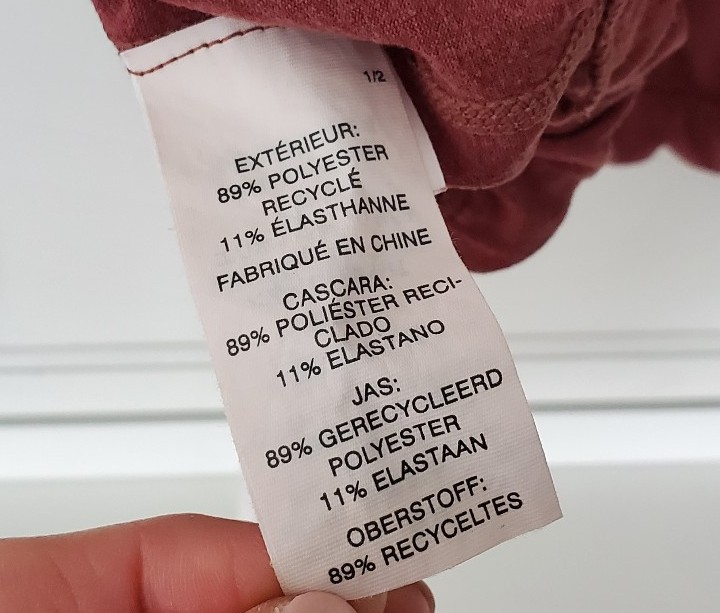 1/2
EXTÉRIEUR:
89% POLYESTER
RECYCLÉ
11% ÉLASTHANNE
FABRIQUÉ EN CHINE
CASCARA:
89% POLIÉSTER RECI-
CLADO
11% ELASTANO
JAS:
89% GERECYCLEERD
POLYESTER
11% ELASTAAN
OBERSTOFF:
89% RECYCELTES